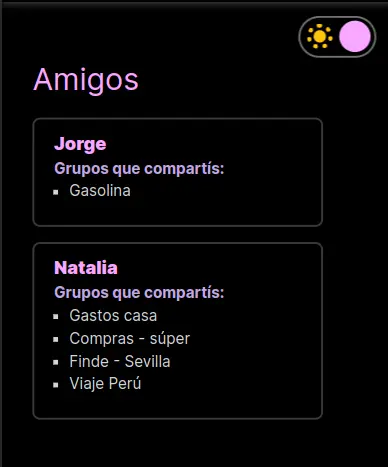 Amigos
Jorge
Grupos que compartís:
Gasolina
Natalia
Grupos que compartís:
Gastos casa
Compras - súper
Finde - Sevilla
Viaje Perú